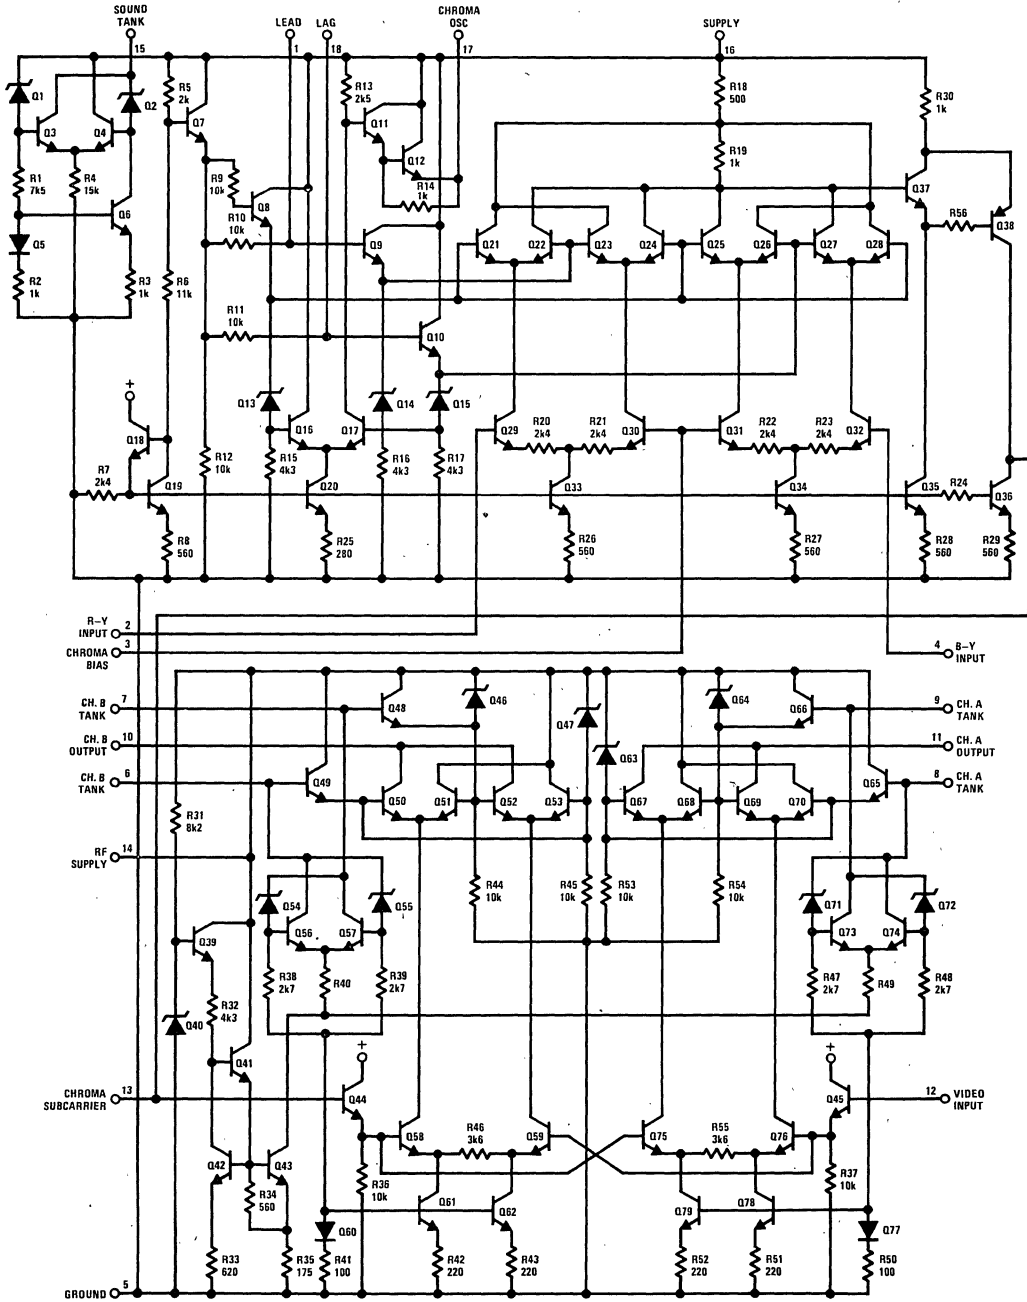 SOUND
TANK
15
LEAD
1
LAG
18
CHROMA
OSC
17
SUPPLY
16
Q1
Q2
Q3
Q4
R5
2k
Q7
R13
2k5
Q11
Q12
R14
1k
R18
500
R19
1k
R30
1k
R1
7k5
R4
15k
Q6
R9
10k
Q8
R10
10k
Q9
Q37
R56
Q38
Q21
Q22
Q23
Q24
Q25
Q26
Q27
Q28
Q5
R2
1k
R3
1k
R6
11k
R11
10k
Q10
+
Q13
Q14
Q15
Q18
Q16
Q17
Q29
R20
2k4
R21
2k4
Q30
Q31
R22
2k4
R23
2k4
Q32
R7
2k4
Q19
R12
10k
R15
4k3
R16
4k3
R17
4k3
Q20
Q33
Q34
Q35
R24
Q36
R8
560
R25
280
R26
560
R27
560
R28
560
R29
560
R-Y
INPUT
2
CHROMA
BIAS
3
4
B-Y
INPUT
CH. B
TANK
7
Q48
Q46
Q47
Q64
Q66
9
CH. A
TANK
CH. B
OUTPUT
10
Q63
11
CH. A
OUTPUT
CH. B
TANK
6
Q49
Q50
Q51
Q52
Q53
Q67
Q68
Q69
Q70
Q65
8
CH. A
TANK
R31
8k2
RF
SUPPLY
14
R44
10k
R45
10k
R53
10k
R54
10k
Q54
Q55
Q56
Q57
Q71
Q72
Q73
Q74
Q39
R38
2k7
R40
R39
2k7
R47
2k7
R49
R48
2k7
R32
4k3
Q40
Q41
+
+
CHROMA
SUBCARRIER
13
Q44
Q45
12
VIDEO
INPUT
Q58
R46
3k6
Q59
Q75
R55
3k6
Q76
Q42
Q43
R34
560
R36
10k
R37
10k
Q61
Q62
Q79
Q78
Q60
Q77
R33
620
R35
175
R41
100
R42
220
R43
220
R52
220
R51
220
R50
100
GROUND
5